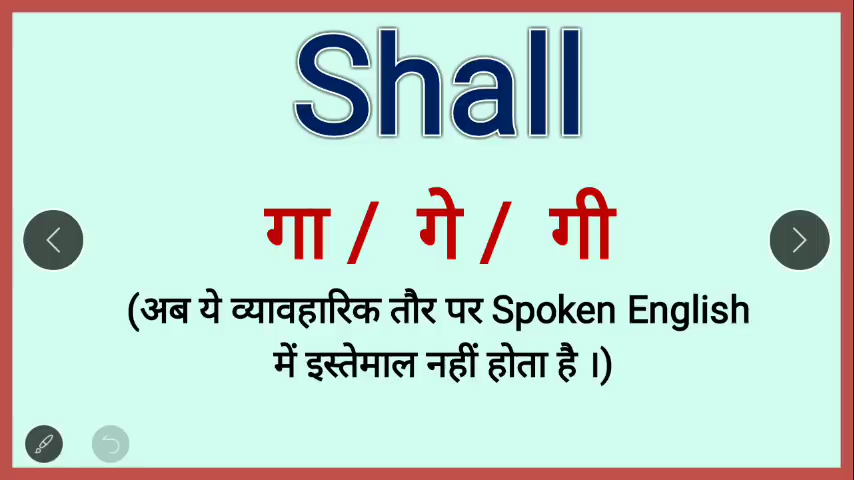 Shall
गा / गे / गी
(अब ये व्यावहारिक तौर पर Spoken English
में इस्तेमाल नहीं होता है ।)